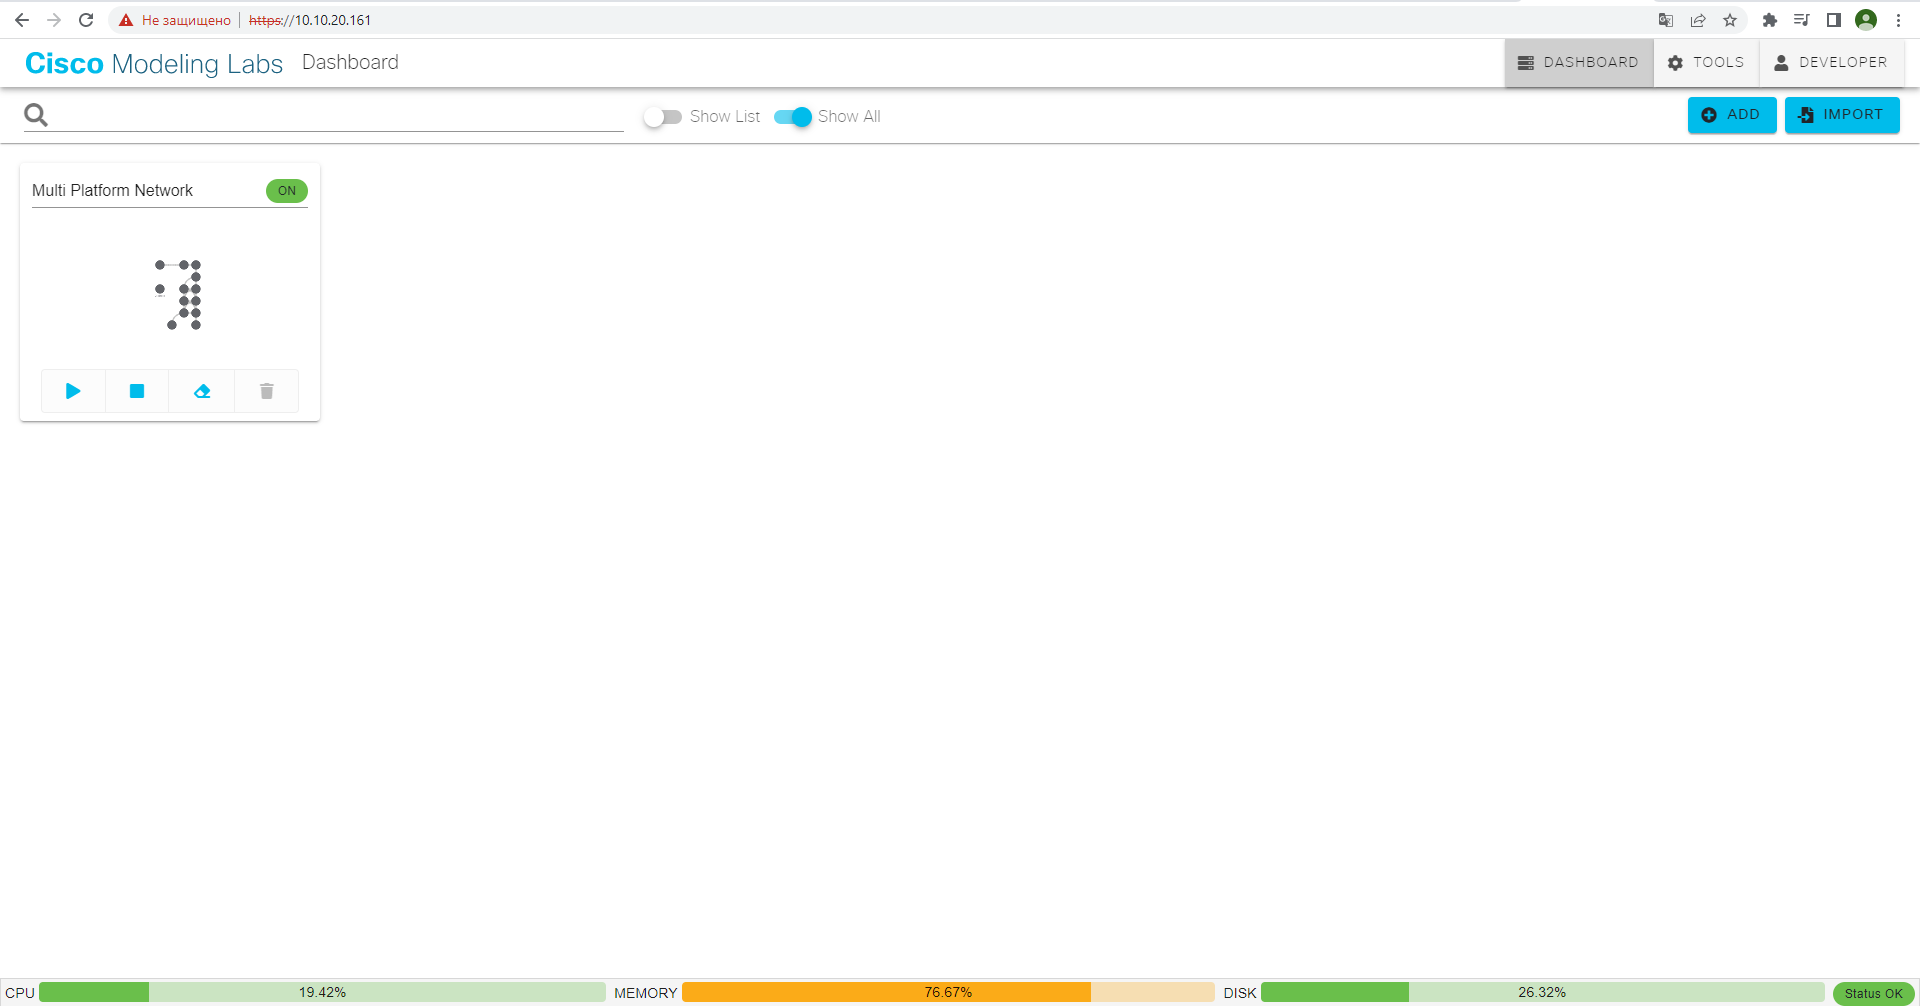 Не защищено https://10.10.20.161
Cisco Modeling Labs Dashboard DASHBOARD TOOLS DEVELOPER
Show List Show All ADD IMPORT
Multi Platform Network ON
CPU 19.42% MEMORY 76.67% DISK 26.32% Status OK